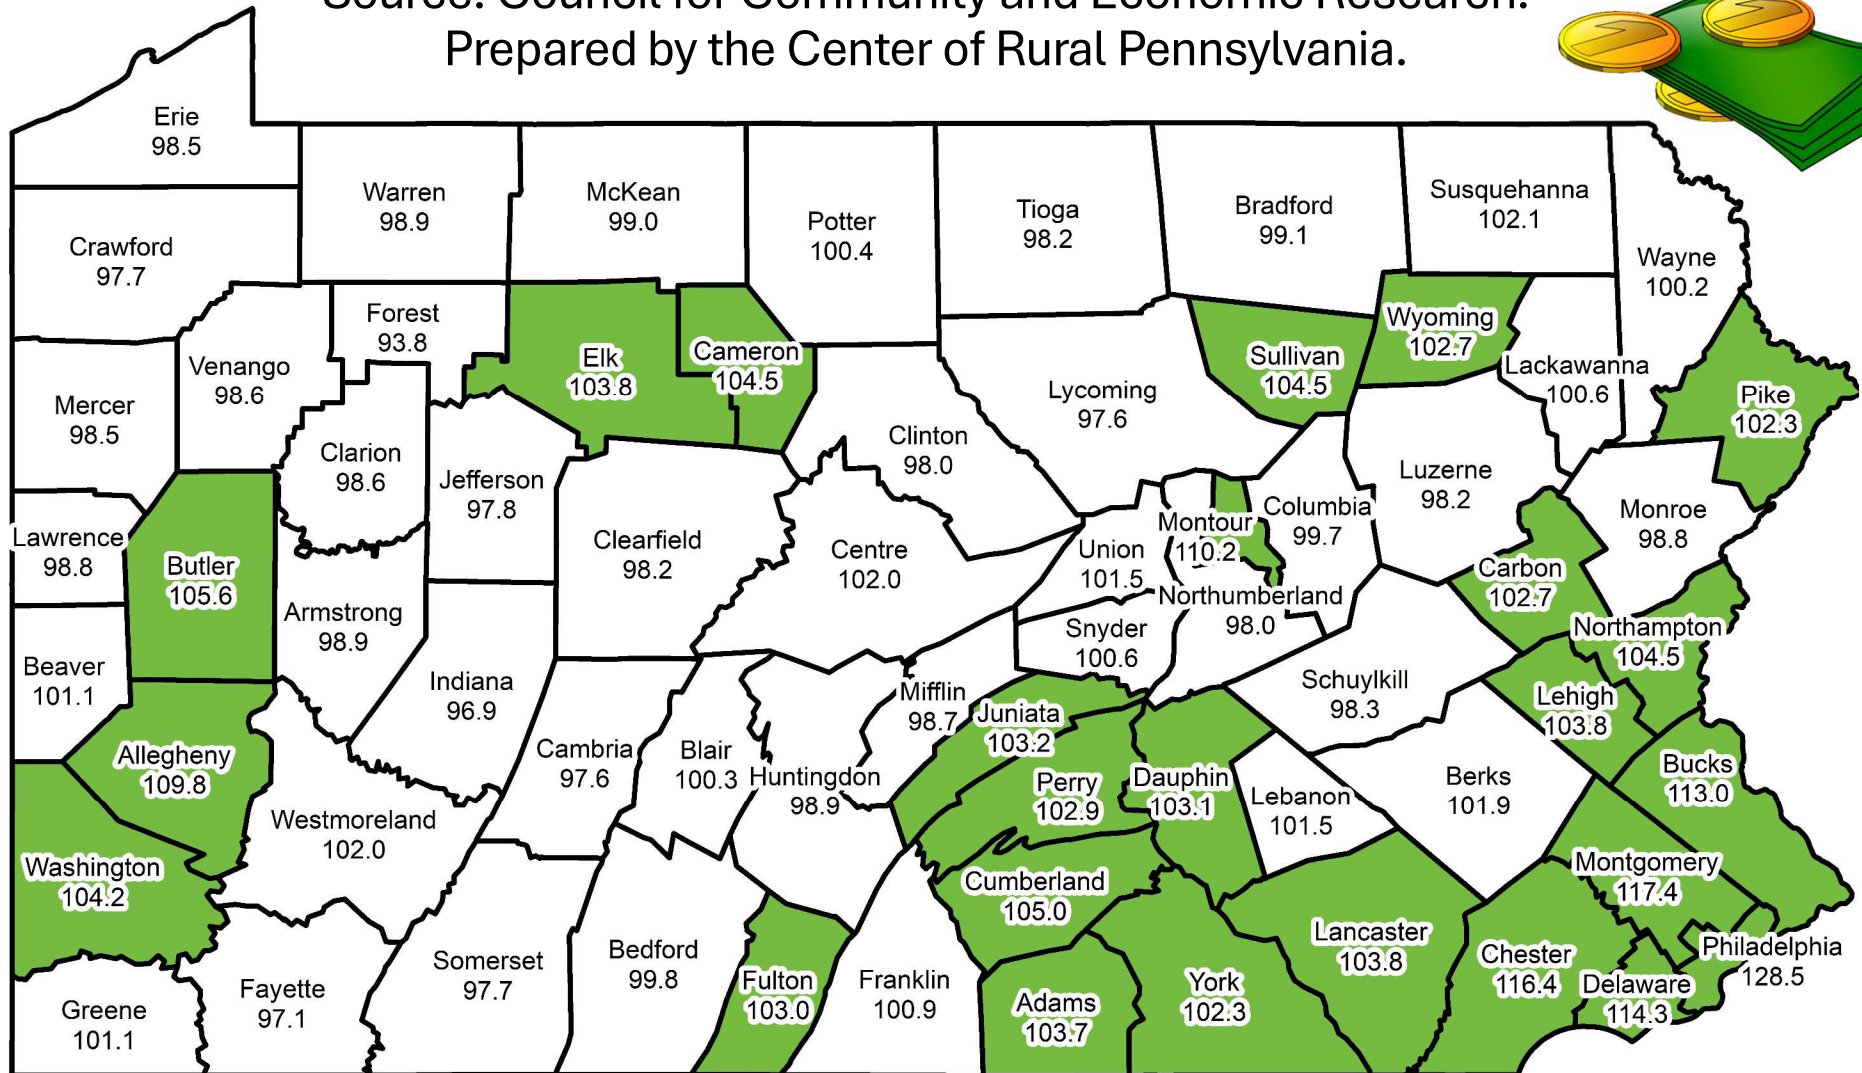 Source: Council for Community and Economic Research.
Prepared by the Center of Rural Pennsylvania.
Erie
98.5
Warren
98.9
McKean
99.0
Potter
100.4
Tioga
98.2
Bradford
99.1
Susquehanna
102.1
Wayne
100.2
Crawford
97.7
Forest
93.8
Venango
98.6
Elk
103.8
Cameron
104.5
Sullivan
104.5
Wyoming
102.7
Lackawanna
100.6
Pike
102.3
Mercer
98.5
Clarion
98.6
Jefferson
97.8
Clinton
98.0
Lycoming
97.6
Luzerne
98.2
Monroe
98.8
Lawrence
98.8
Butler
105.6
Armstrong
98.9
Clearfield
98.2
Centre
102.0
Union
101.5
Montour
110.2
Columbia
99.7
Carbon
102.7
Northumberland
98.0
Snyder
100.6
Northampton
104.5
Beaver
101.1
Indiana
96.9
Mifflin
98.7
Juniata
103.2
Schuylkill
98.3
Lehigh
103.8
Allegheny
109.8
Cambria
97.6
Blair
100.3
Huntingdon
98.9
Perry
102.9
Dauphin
103.1
Lebanon
101.5
Berks
101.9
Bucks
113.0
Westmoreland
102.0
Washington
104.2
Cumberland
105.0
Montgomery
117.4
Lancaster
103.8
Chester
116.4
Philadelphia
128.5
Delaware
114.3
Greene
101.1
Fayette
97.1
Somerset
97.7
Bedford
99.8
Fulton
103.0
Franklin
100.9
Adams
103.7
York
102.3